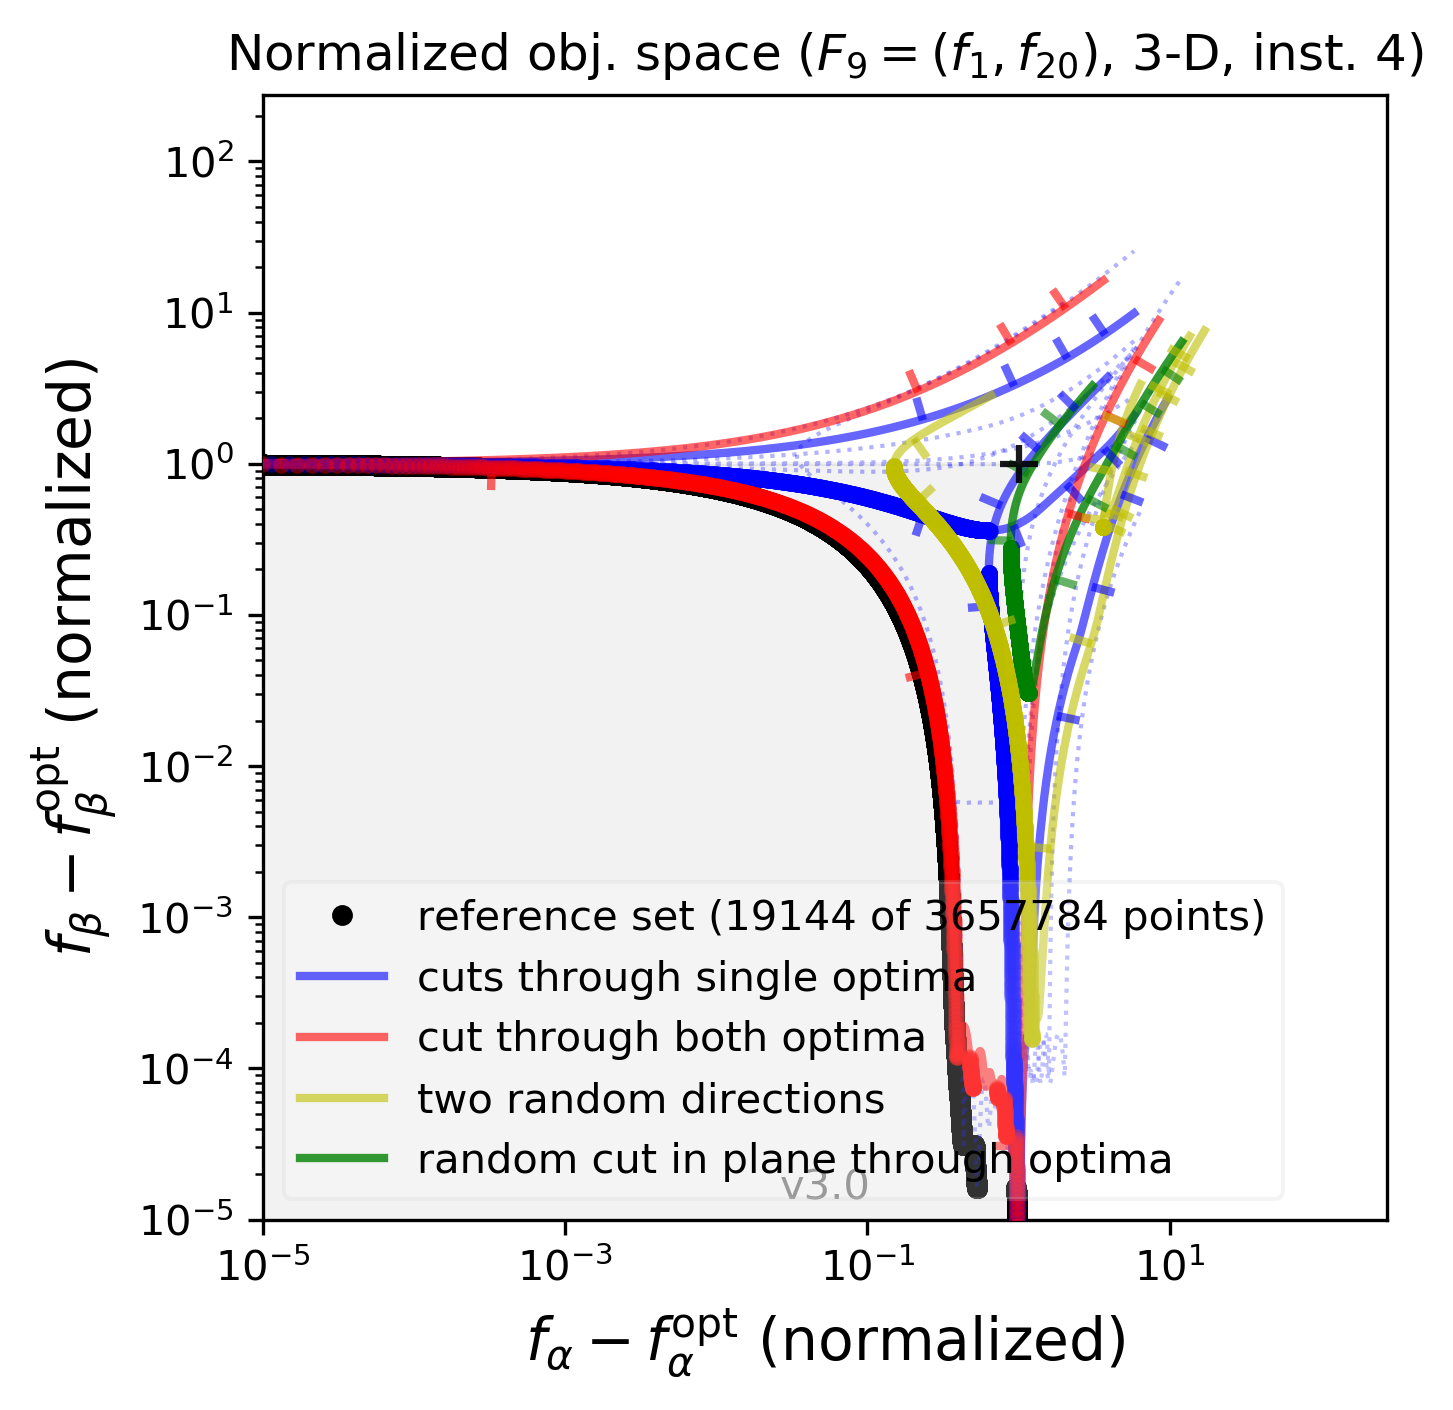 Normalized obj. space (F₉ = (f₁, f₂₀), 3-D, inst. 4)
10²
10¹
10⁰
10⁻¹
10⁻²
10⁻³
10⁻⁴
10⁻⁵
f_β − f_β^opt (normalized)
reference set (19144 of 3657784 points)
cuts through single optima
cut through both optima
two random directions
random cut in plane through optima
v3.0
10⁻⁵ 10⁻³ 10⁻¹ 10¹
f_α − f_α^opt (normalized)